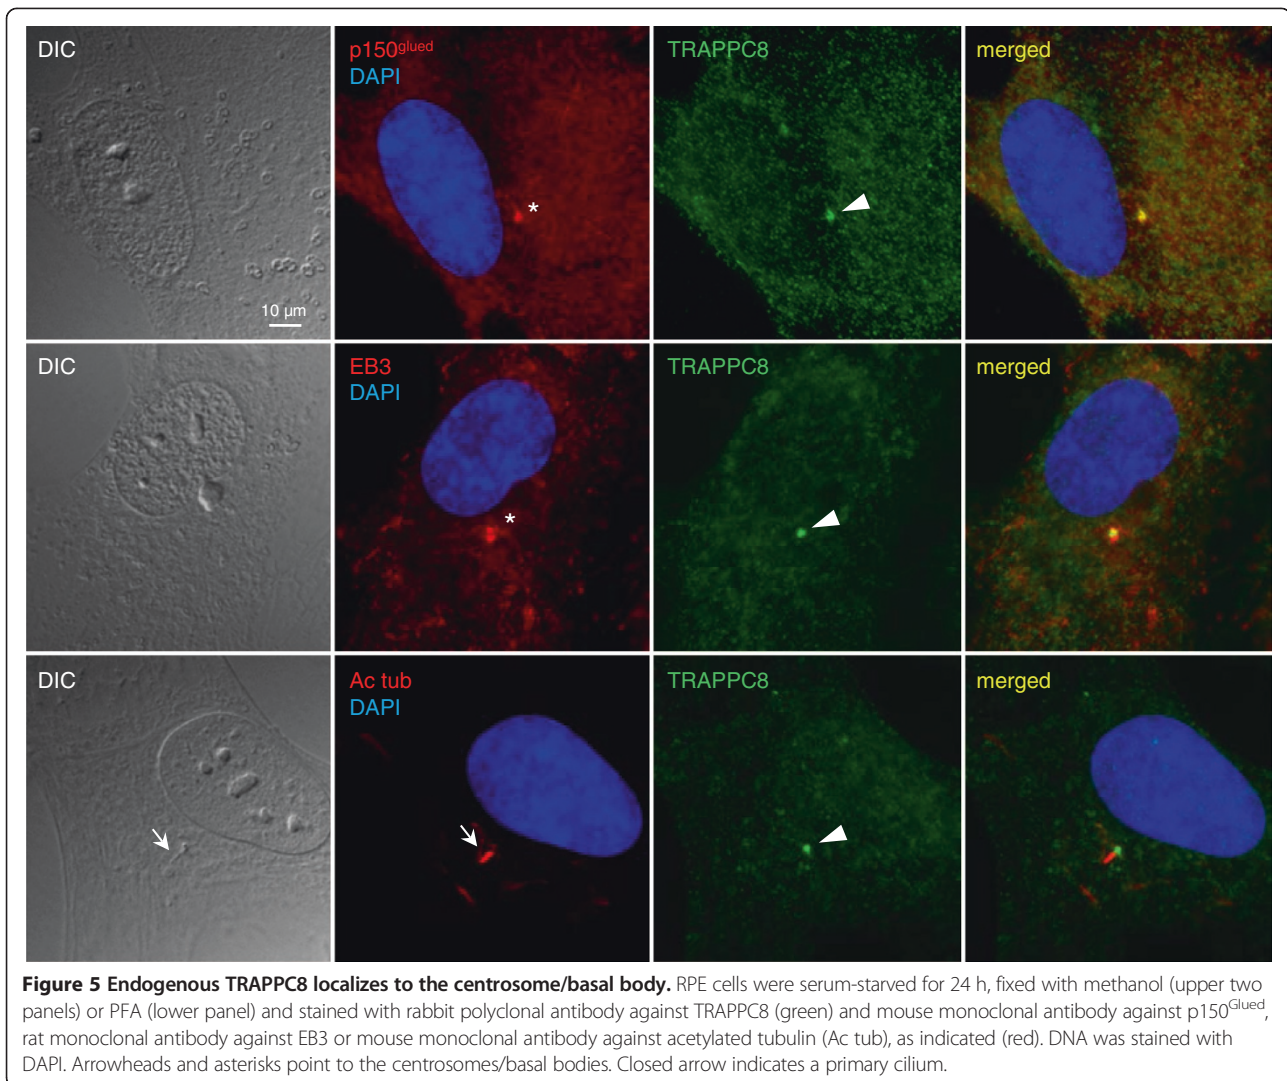 DIC
p150glued
DAPI
TRAPPC8
merged
*
10 µm
DIC
EB3
DAPI
TRAPPC8
merged
*
DIC
Ac tub
DAPI
TRAPPC8
merged
Figure 5 Endogenous TRAPPC8 localizes to the centrosome/basal body. RPE cells were serum-starved for 24 h, fixed with methanol (upper two
panels) or PFA (lower panel) and stained with rabbit polyclonal antibody against TRAPPC8 (green) and mouse monoclonal antibody against p150Glued,
rat monoclonal antibody against EB3 or mouse monoclonal antibody against acetylated tubulin (Ac tub), as indicated (red). DNA was stained with
DAPI. Arrowheads and asterisks point to the centrosomes/basal bodies. Closed arrow indicates a primary cilium.